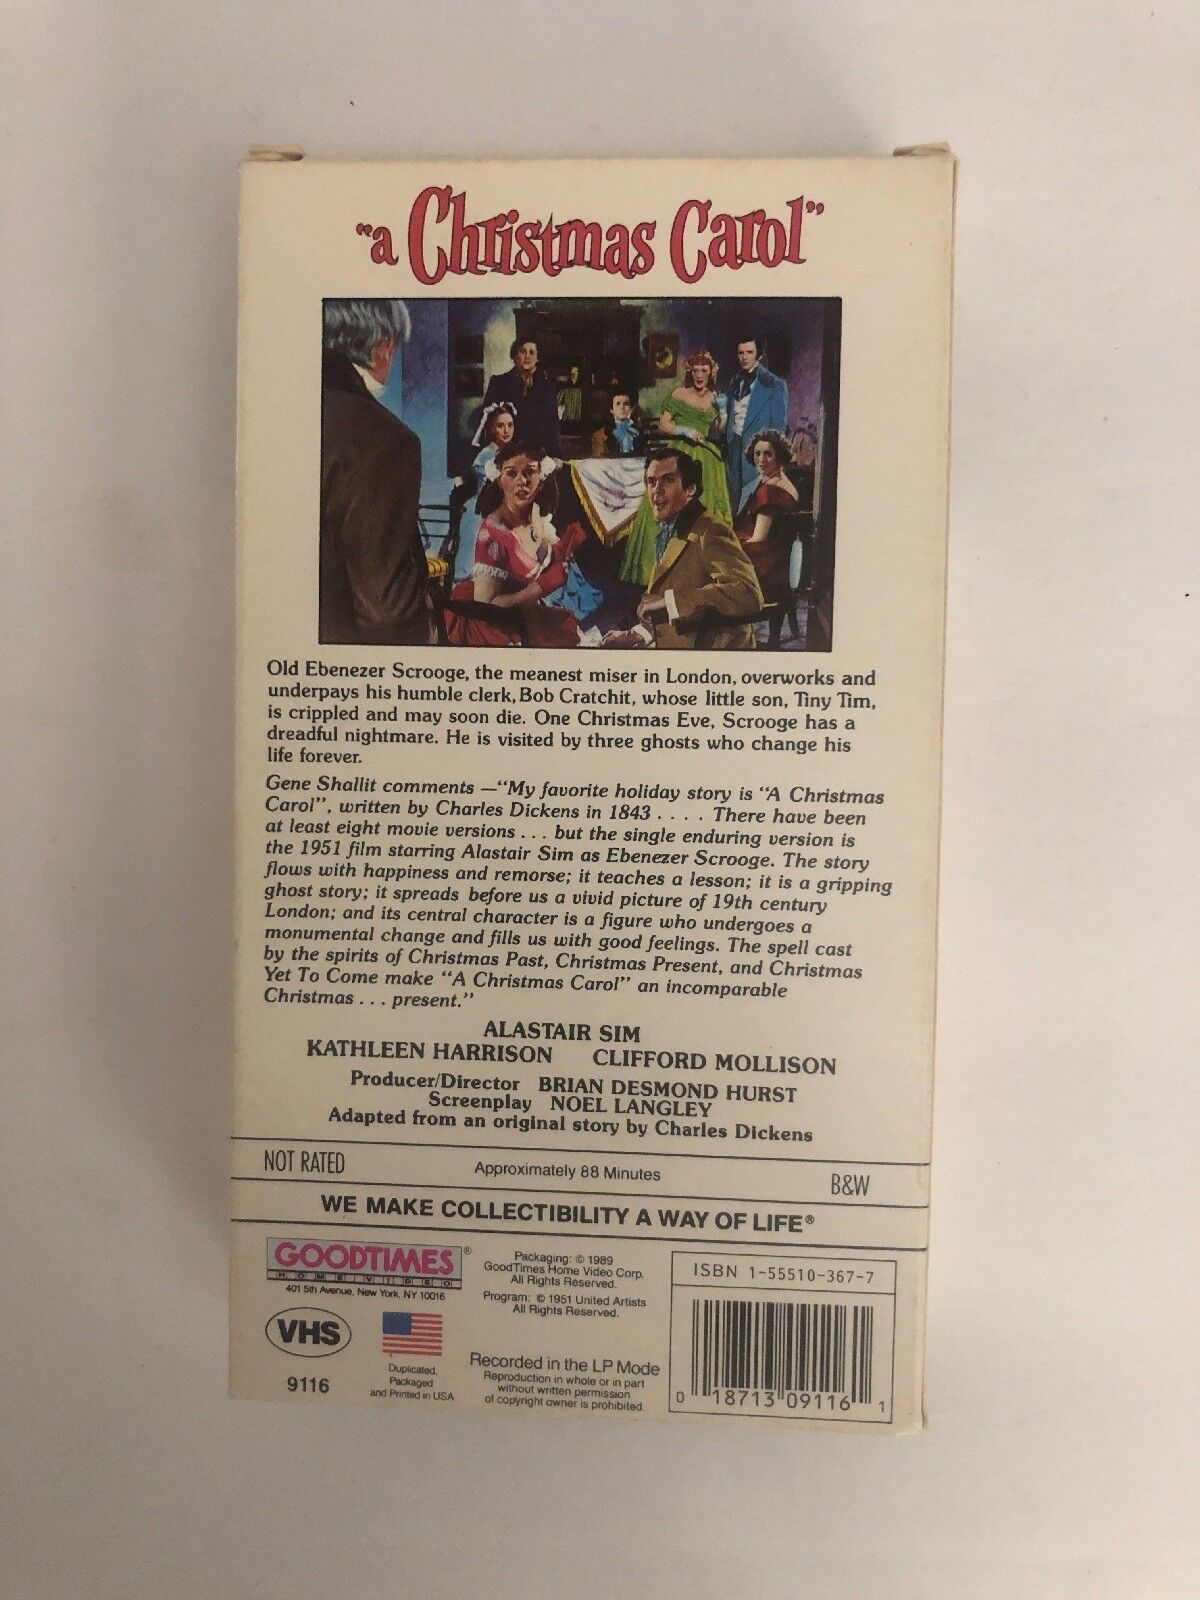 "a Christmas Carol"
Old Ebenezer Scrooge, the meanest miser in London, overworks and
underpays his humble clerk, Bob Cratchit, whose little son, Tiny Tim,
is crippled and may soon die. One Christmas Eve, Scrooge has a
dreadful nightmare. He is visited by three ghosts who change his
life forever.
Gene Shallit comments —"My favorite holiday story is "A Christmas
Carol", written by Charles Dickens in 1843 . . . . There have been
at least eight movie versions . . . but the single enduring version is
the 1951 film starring Alastair Sim as Ebenezer Scrooge. The story
flows with happiness and remorse; it teaches a lesson; it is a gripping
ghost story; it spreads before us a vivid picture of 19th century
London; and its central character is a figure who undergoes a
monumental change and fills us with good feelings. The spell cast
by the spirits of Christmas Past, Christmas Present, and Christmas
Yet To Come make "A Christmas Carol" an incomparable
Christmas . . . present."
ALASTAIR SIM
KATHLEEN HARRISON CLIFFORD MOLLISON
Producer/Director BRIAN DESMOND HURST
Screenplay NOEL LANGLEY
Adapted from an original story by Charles Dickens
NOT RATED Approximately 88 Minutes B&W
WE MAKE COLLECTIBILITY A WAY OF LIFE®
GOODTIMES®
HOME VIDEO
401 5th Avenue, New York, NY 10016
VHS
9116
Duplicated,
Packaged
and Printed in USA
Packaging: © 1989
GoodTimes Home Video Corp.
All Rights Reserved.
Program: © 1951 United Artists
All Rights Reserved.
Recorded in the LP Mode
Reproduction in whole or in part
without written permission
of copyright owner is prohibited.
ISBN 1-55510-367-7
0 18713 09116 1